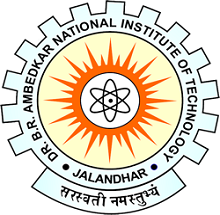 DR. B.R. AMBEDKAR NATIONAL INSTITUTE OF TECHNOLOGY
• JALANDHAR •
सरस्वती नमस्तुभ्यं